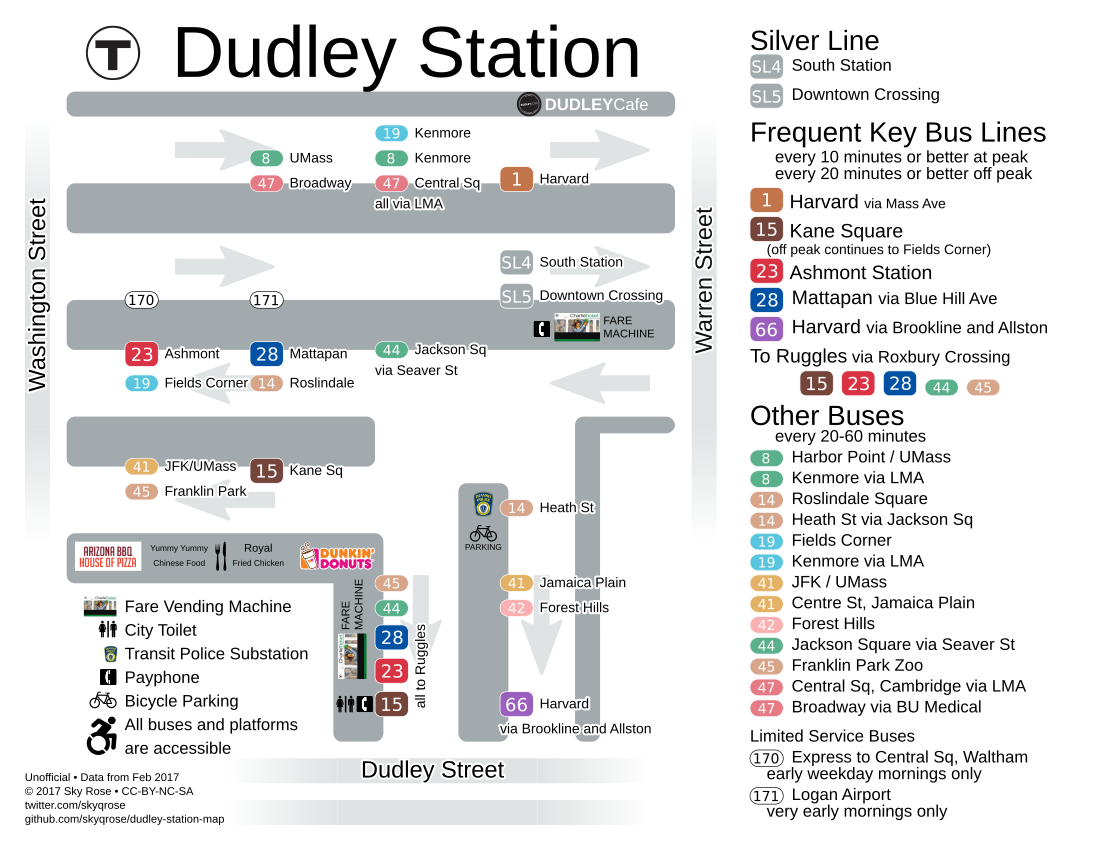 T Dudley Station
DUDLEYCafe
19 Kenmore
8 UMass
8 Kenmore
47 Broadway
47 Central Sq
1 Harvard
all via LMA
Washington Street
Warren Street
SL4 South Station
SL5 Downtown Crossing
170
171
FARE
MACHINE
23 Ashmont
28 Mattapan
44 Jackson Sq
via Seaver St
19 Fields Corner
14 Roslindale
41 JFK/UMass
15 Kane Sq
45 Franklin Park
14 Heath St
PARKING
ARIZONA BBQ
HOUSE OF PIZZA
Yummy Yummy
Chinese Food
Royal
Fried Chicken
DUNKIN'
DONUTS
FARE
MACHINE
45
44
28
23
15
all to Ruggles
41 Jamaica Plain
42 Forest Hills
66 Harvard
via Brookline and Allston
Fare Vending Machine
City Toilet
Transit Police Substation
Payphone
Bicycle Parking
All buses and platforms
are accessible
Dudley Street
Unofficial • Data from Feb 2017
© 2017 Sky Rose • CC-BY-NC-SA
twitter.com/skyqrose
github.com/skyqrose/dudley-station-map
Silver Line
SL4 South Station
SL5 Downtown Crossing
Frequent Key Bus Lines
every 10 minutes or better at peak
every 20 minutes or better off peak
1 Harvard via Mass Ave
15 Kane Square
(off peak continues to Fields Corner)
23 Ashmont Station
28 Mattapan via Blue Hill Ave
66 Harvard via Brookline and Allston
To Ruggles via Roxbury Crossing
15 23 28 44 45
Other Buses
every 20-60 minutes
8 Harbor Point / UMass
8 Kenmore via LMA
14 Roslindale Square
14 Heath St via Jackson Sq
19 Fields Corner
19 Kenmore via LMA
41 JFK / UMass
41 Centre St, Jamaica Plain
42 Forest Hills
44 Jackson Square via Seaver St
45 Franklin Park Zoo
47 Central Sq, Cambridge via LMA
47 Broadway via BU Medical
Limited Service Buses
170 Express to Central Sq, Waltham
early weekday mornings only
171 Logan Airport
very early mornings only